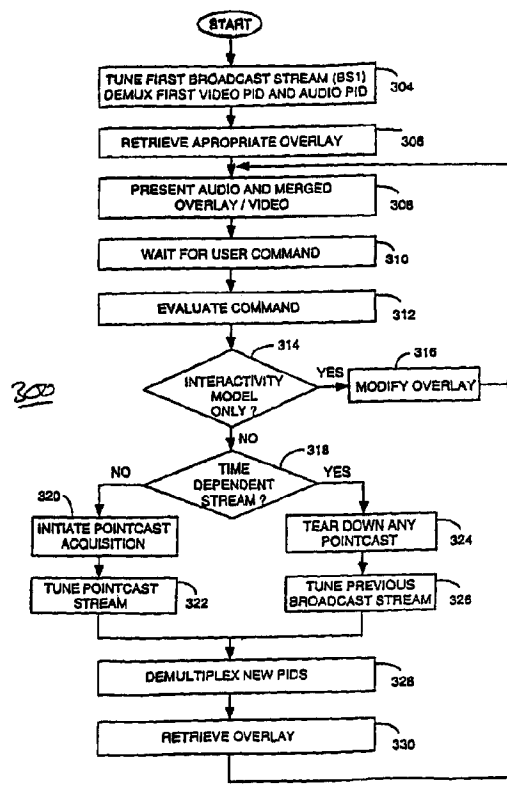 START
TUNE FIRST BROADCAST STREAM (BS1)
DEMUX FIRST VIDEO PID AND AUDIO PID
304
RETRIEVE APROPRIATE OVERLAY
306
PRESENT AUDIO AND MERGED
OVERLAY / VIDEO
308
WAIT FOR USER COMMAND
310
EVALUATE COMMAND
312
314
INTERACTIVITY
MODEL
ONLY ?
YES
316
MODIFY OVERLAY
300
NO
318
TIME
DEPENDENT
STREAM ?
NO
YES
320
INITIATE POINTCAST
ACQUISITION
TEAR DOWN ANY
POINTCAST
324
TUNE POINTCAST
STREAM
322
TUNE PREVIOUS
BROADCAST STREAM
326
DEMULTIPLEX NEW PIDS
328
RETRIEVE OVERLAY
330